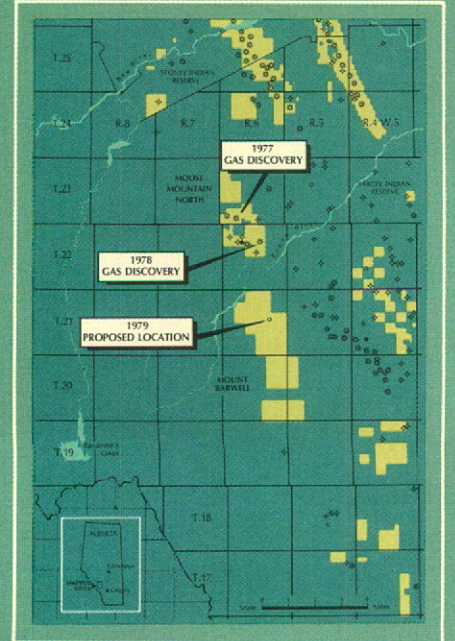 T.25
STONEY INDIAN
RESERVE
T.24
R.8
R.7
R.6
R.5
R.4 W.5
1977
GAS DISCOVERY
T.23
MOOSE
MOUNTAIN
NORTH
SARCEE INDIAN
RESERVE
T.22
1978
GAS DISCOVERY
T.21
1979
PROPOSED LOCATION
T.20
MOUNT
BARWELL
T.19
T.18
ALBERTA
T.17
Scale
Miles